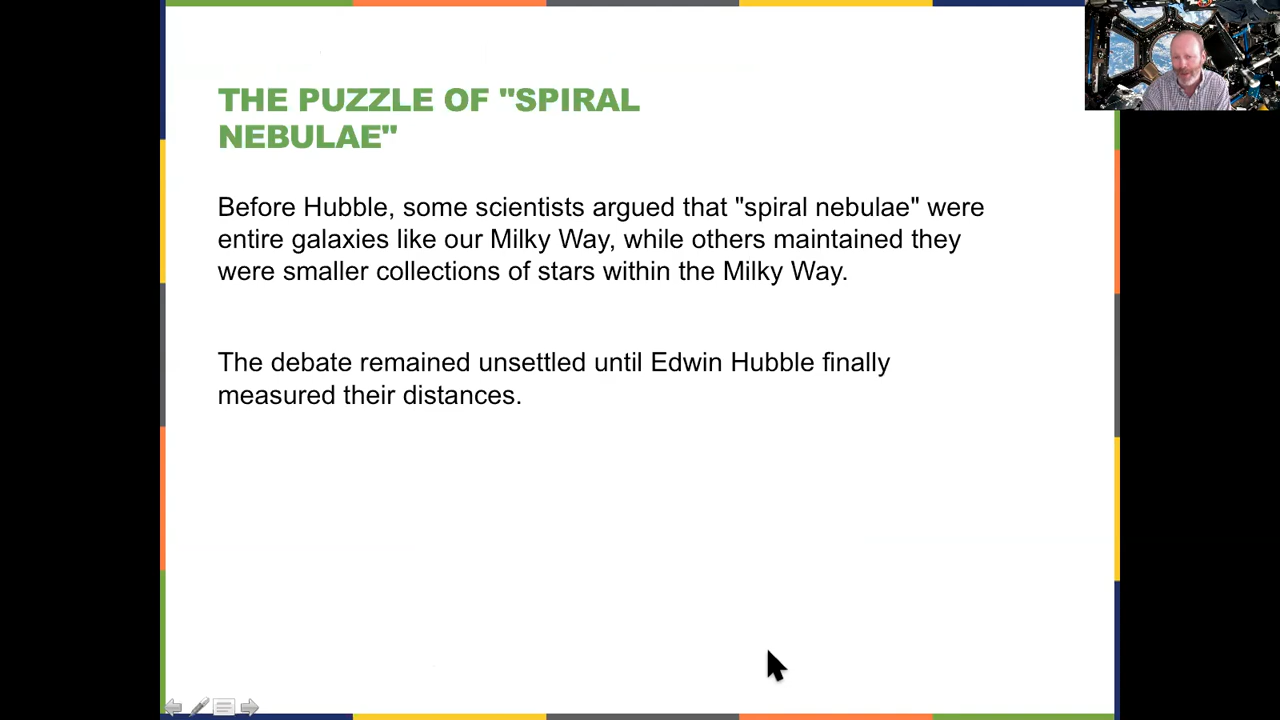 THE PUZZLE OF "SPIRAL
NEBULAE"
Before Hubble, some scientists argued that "spiral nebulae" were
entire galaxies like our Milky Way, while others maintained they
were smaller collections of stars within the Milky Way.
The debate remained unsettled until Edwin Hubble finally
measured their distances.